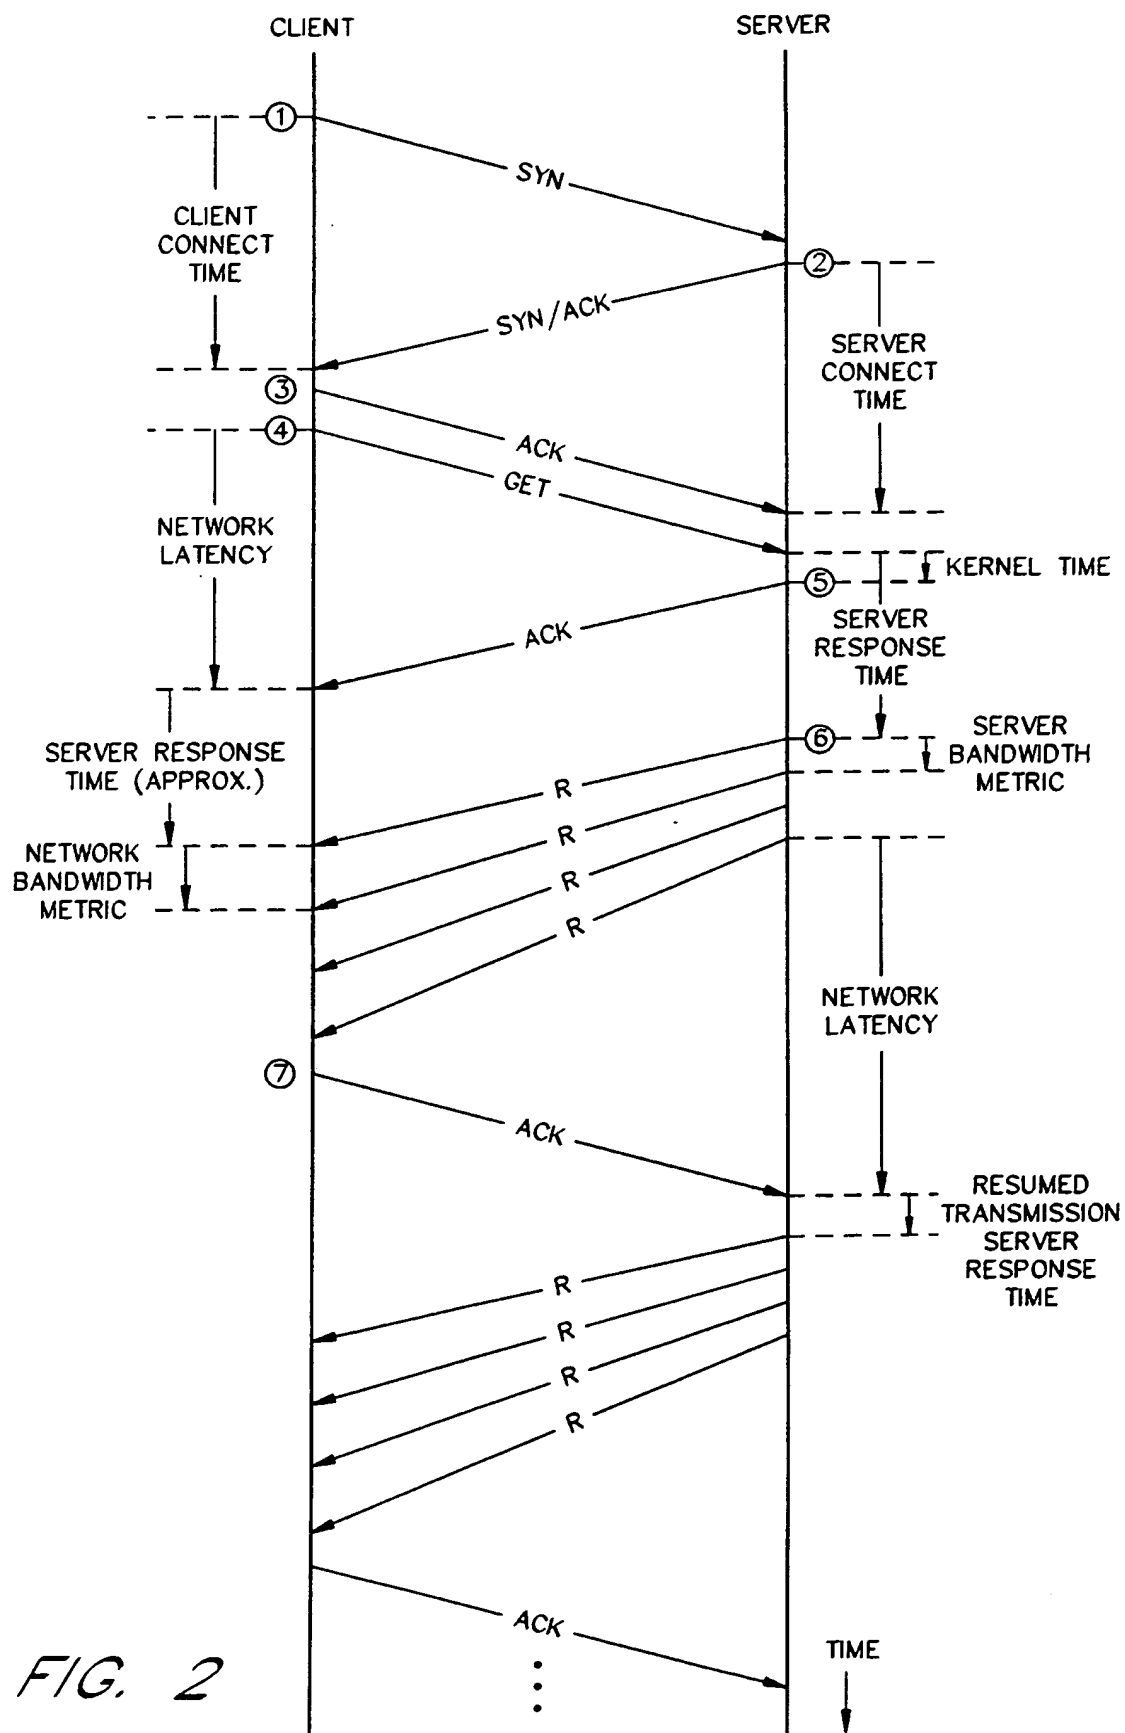 CLIENT
SERVER
①
SYN
CLIENT
CONNECT
TIME
②
SYN/ACK
SERVER
CONNECT
TIME
③
④
ACK
GET
NETWORK
LATENCY
KERNEL TIME
⑤
ACK
SERVER
RESPONSE
TIME
⑥
SERVER
BANDWIDTH
METRIC
SERVER RESPONSE
TIME (APPROX.)
R
R
R
R
NETWORK
BANDWIDTH
METRIC
NETWORK
LATENCY
⑦
ACK
RESUMED
TRANSMISSION
SERVER
RESPONSE
TIME
R
R
R
R
ACK
TIME
FIG. 2